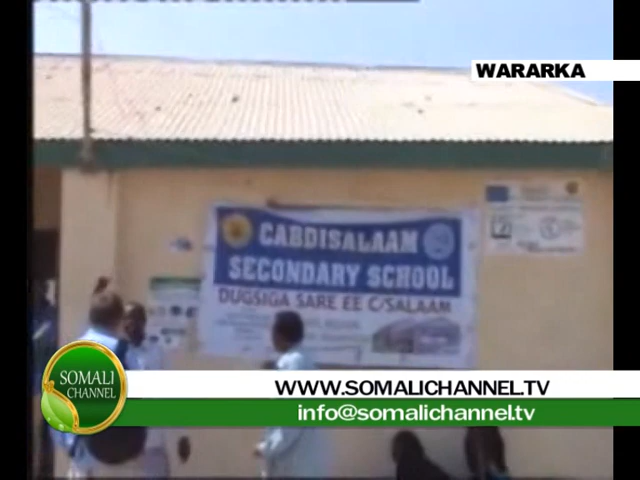 WARARKA
CABDISALAAM
SECONDARY SCHOOL
DUGSIGA SARE EE C/SALAAM
SOMALI
CHANNEL
WWW.SOMALICHANNEL.TV
info@somalichannel.tv